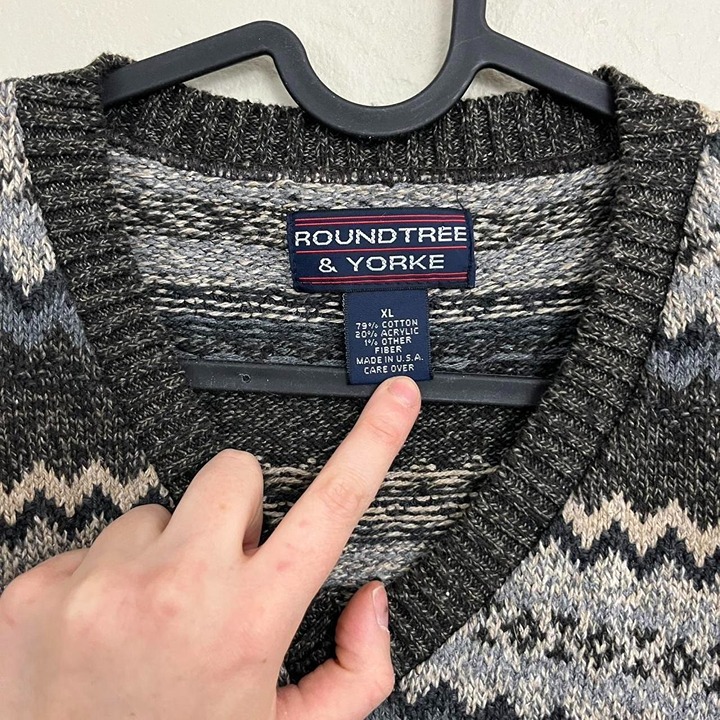 ROUNDTREE
& YORKE
XL
79% COTTON
20% ACRYLIC
1% OTHER
FIBER
MADE IN U.S.A.
CARE OVER